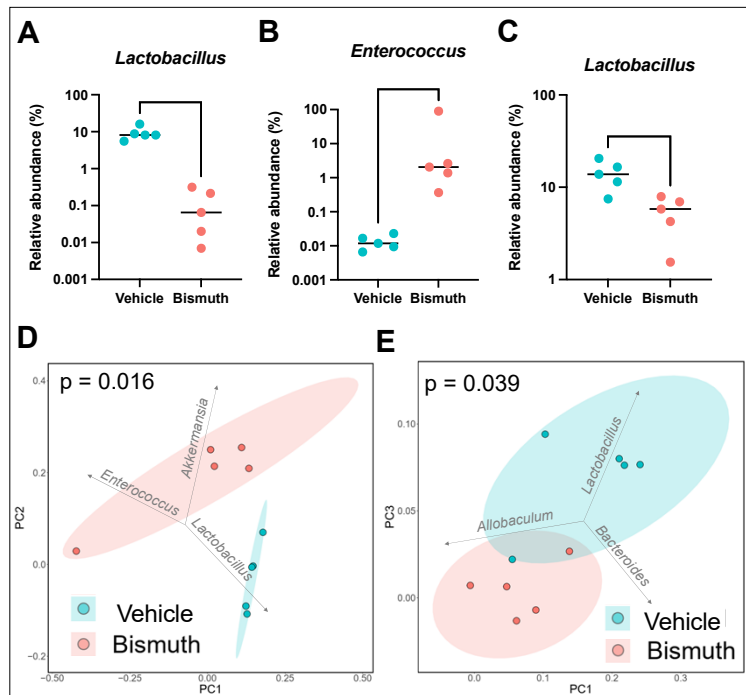 A
Lactobacillus
Relative abundance (%)
100
10
1
0.1
0.01
0.001
Vehicle Bismuth
B
Enterococcus
Relative abundance (%)
100
10
1
0.1
0.01
0.001
Vehicle Bismuth
C
Lactobacillus
Relative abundance (%)
100
10
1
Vehicle Bismuth
D
p = 0.016
PC2
0.4
0.2
0.0
−0.2
Akkermansia
Enterococcus
Lactobacillus
Vehicle
Bismuth
−0.50 −0.25 0.00 0.25 0.50
PC1
E
p = 0.039
PC3
0.10
0.05
0.00
Lactobacillus
Allobaculum
Bacteroides
Vehicle
Bismuth
0.0 0.1 0.2 0.3
PC1